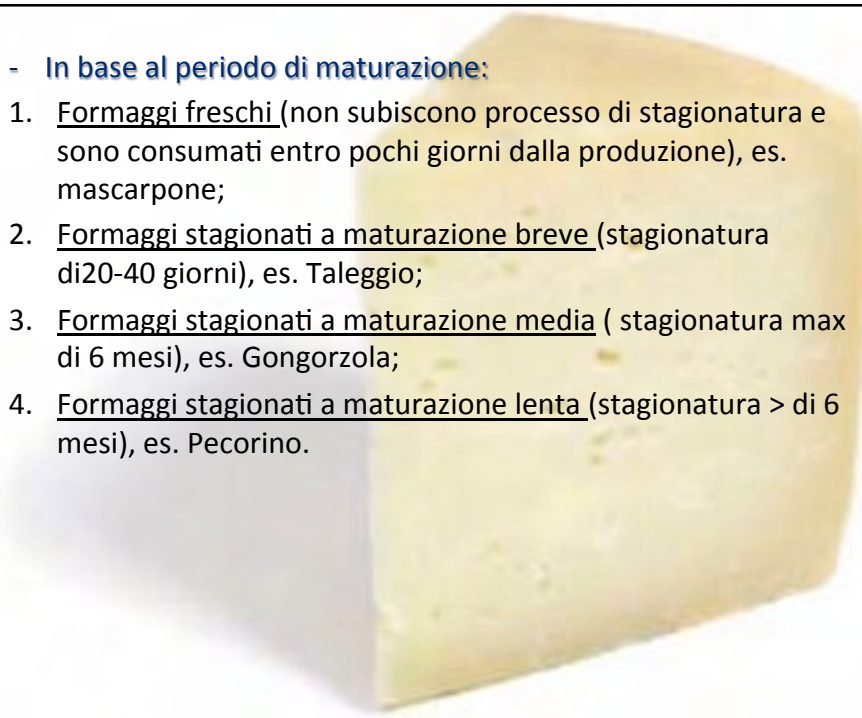 - In base al periodo di maturazione:
1. Formaggi freschi (non subiscono processo di stagionatura e
sono consumati entro pochi giorni dalla produzione), es.
mascarpone;
2. Formaggi stagionati a maturazione breve (stagionatura
di20-40 giorni), es. Taleggio;
3. Formaggi stagionati a maturazione media ( stagionatura max
di 6 mesi), es. Gongorzola;
4. Formaggi stagionati a maturazione lenta (stagionatura > di 6
mesi), es. Pecorino.